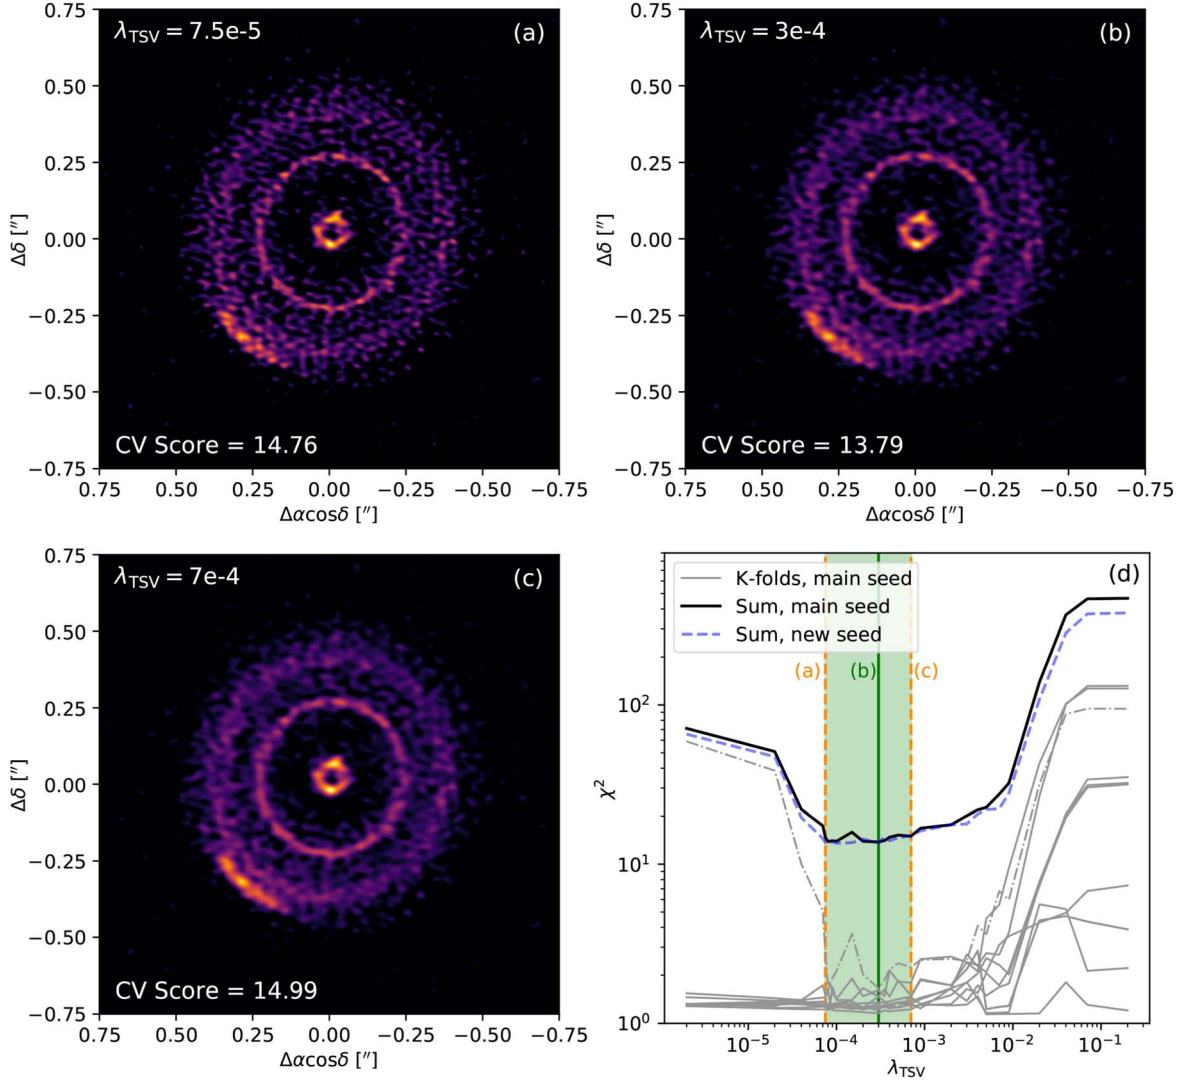 λTSV = 7.5e-5 (a)
0.75
0.50
0.25
0.00
−0.25
−0.50
−0.75
Δδ [″]
CV Score = 14.76
0.75 0.50 0.25 0.00 −0.25 −0.50 −0.75
Δαcosδ [″]
λTSV = 3e-4 (b)
0.75
0.50
0.25
0.00
−0.25
−0.50
−0.75
Δδ [″]
CV Score = 13.79
0.75 0.50 0.25 0.00 −0.25 −0.50 −0.75
Δαcosδ [″]
λTSV = 7e-4 (c)
0.75
0.50
0.25
0.00
−0.25
−0.50
−0.75
Δδ [″]
CV Score = 14.99
0.75 0.50 0.25 0.00 −0.25 −0.50 −0.75
Δαcosδ [″]
(d)
K-folds, main seed
Sum, main seed
Sum, new seed
(a) (b) (c)
10²
10¹
10⁰
χ²
10⁻⁵ 10⁻⁴ 10⁻³ 10⁻² 10⁻¹
λTSV